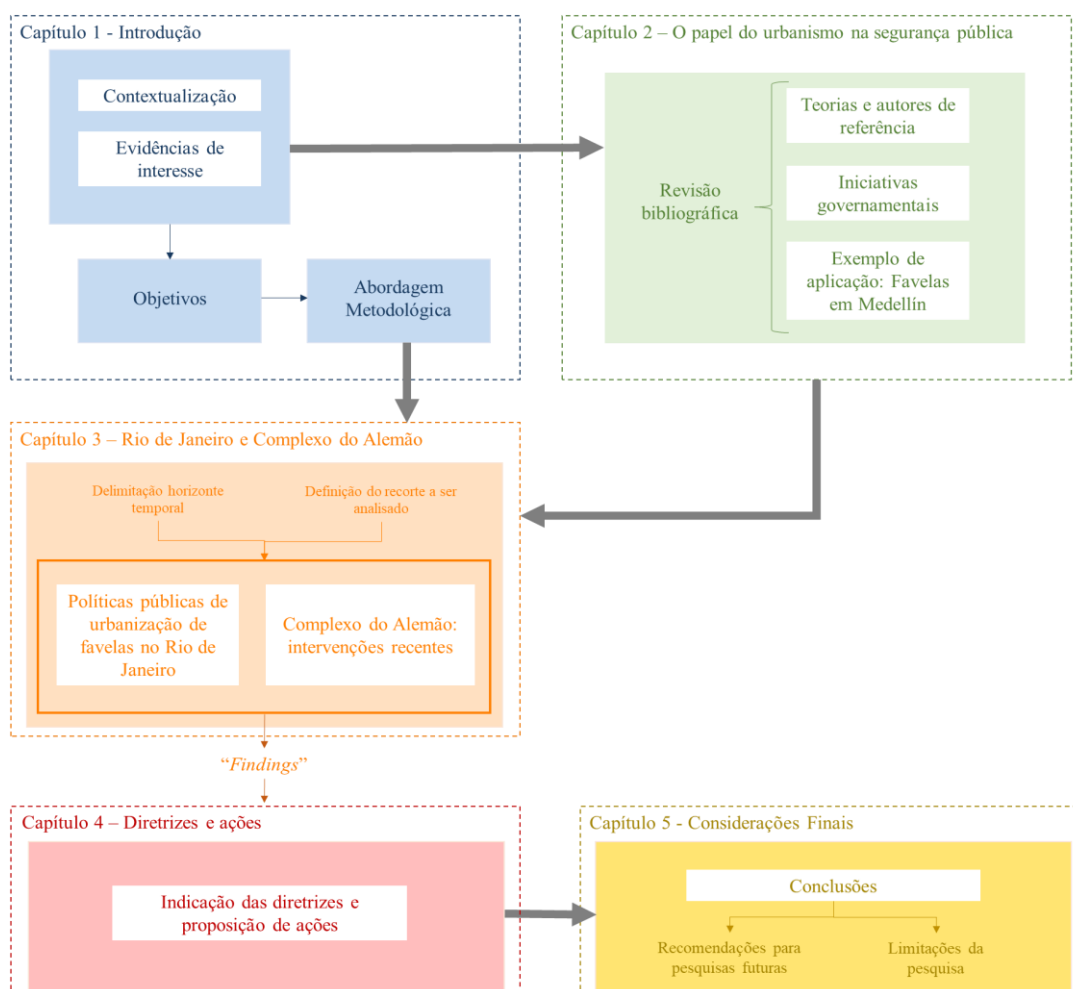 Capítulo 1 - Introdução
Contextualização
Evidências de
interesse
Objetivos
Abordagem
Metodológica
Capítulo 2 – O papel do urbanismo na segurança pública
Revisão
bibliográfica
Teorias e autores de
referência
Iniciativas
governamentais
Exemplo de
aplicação: Favelas
em Medellín
Capítulo 3 – Rio de Janeiro e Complexo do Alemão
Delimitação horizonte
temporal
Definição do recorte a ser
analisado
Políticas públicas de
urbanização de
favelas no Rio de
Janeiro
Complexo do Alemão:
intervenções recentes
“Findings”
Capítulo 4 – Diretrizes e ações
Indicação das diretrizes e
proposição de ações
Capítulo 5 - Considerações Finais
Conclusões
Recomendações para
pesquisas futuras
Limitações da
pesquisa